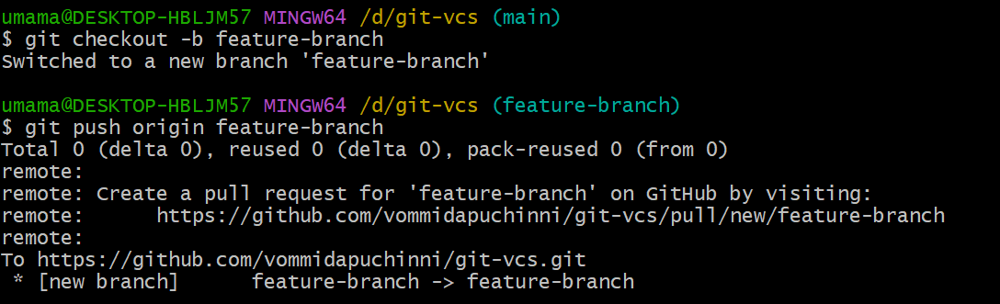 umama@DESKTOP-HBLJM57 MINGW64 /d/git-vcs (main)
$ git checkout -b feature-branch
Switched to a new branch 'feature-branch'
umama@DESKTOP-HBLJM57 MINGW64 /d/git-vcs (feature-branch)
$ git push origin feature-branch
Total 0 (delta 0), reused 0 (delta 0), pack-reused 0 (from 0)
remote:
remote: Create a pull request for 'feature-branch' on GitHub by visiting:
remote:      https://github.com/vommidapuchinni/git-vcs/pull/new/feature-branch
remote:
To https://github.com/vommidapuchinni/git-vcs.git
 * [new branch]      feature-branch -> feature-branch